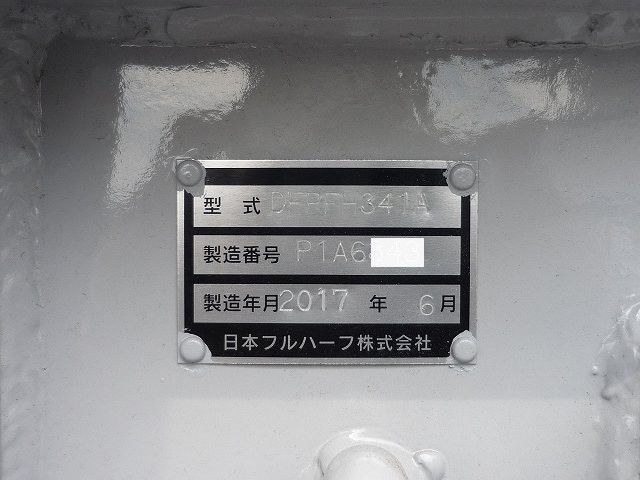 型式 D-PFP-341A
製造番号 P1A6
製造年月 2017年 6月
日本フルハーフ株式会社